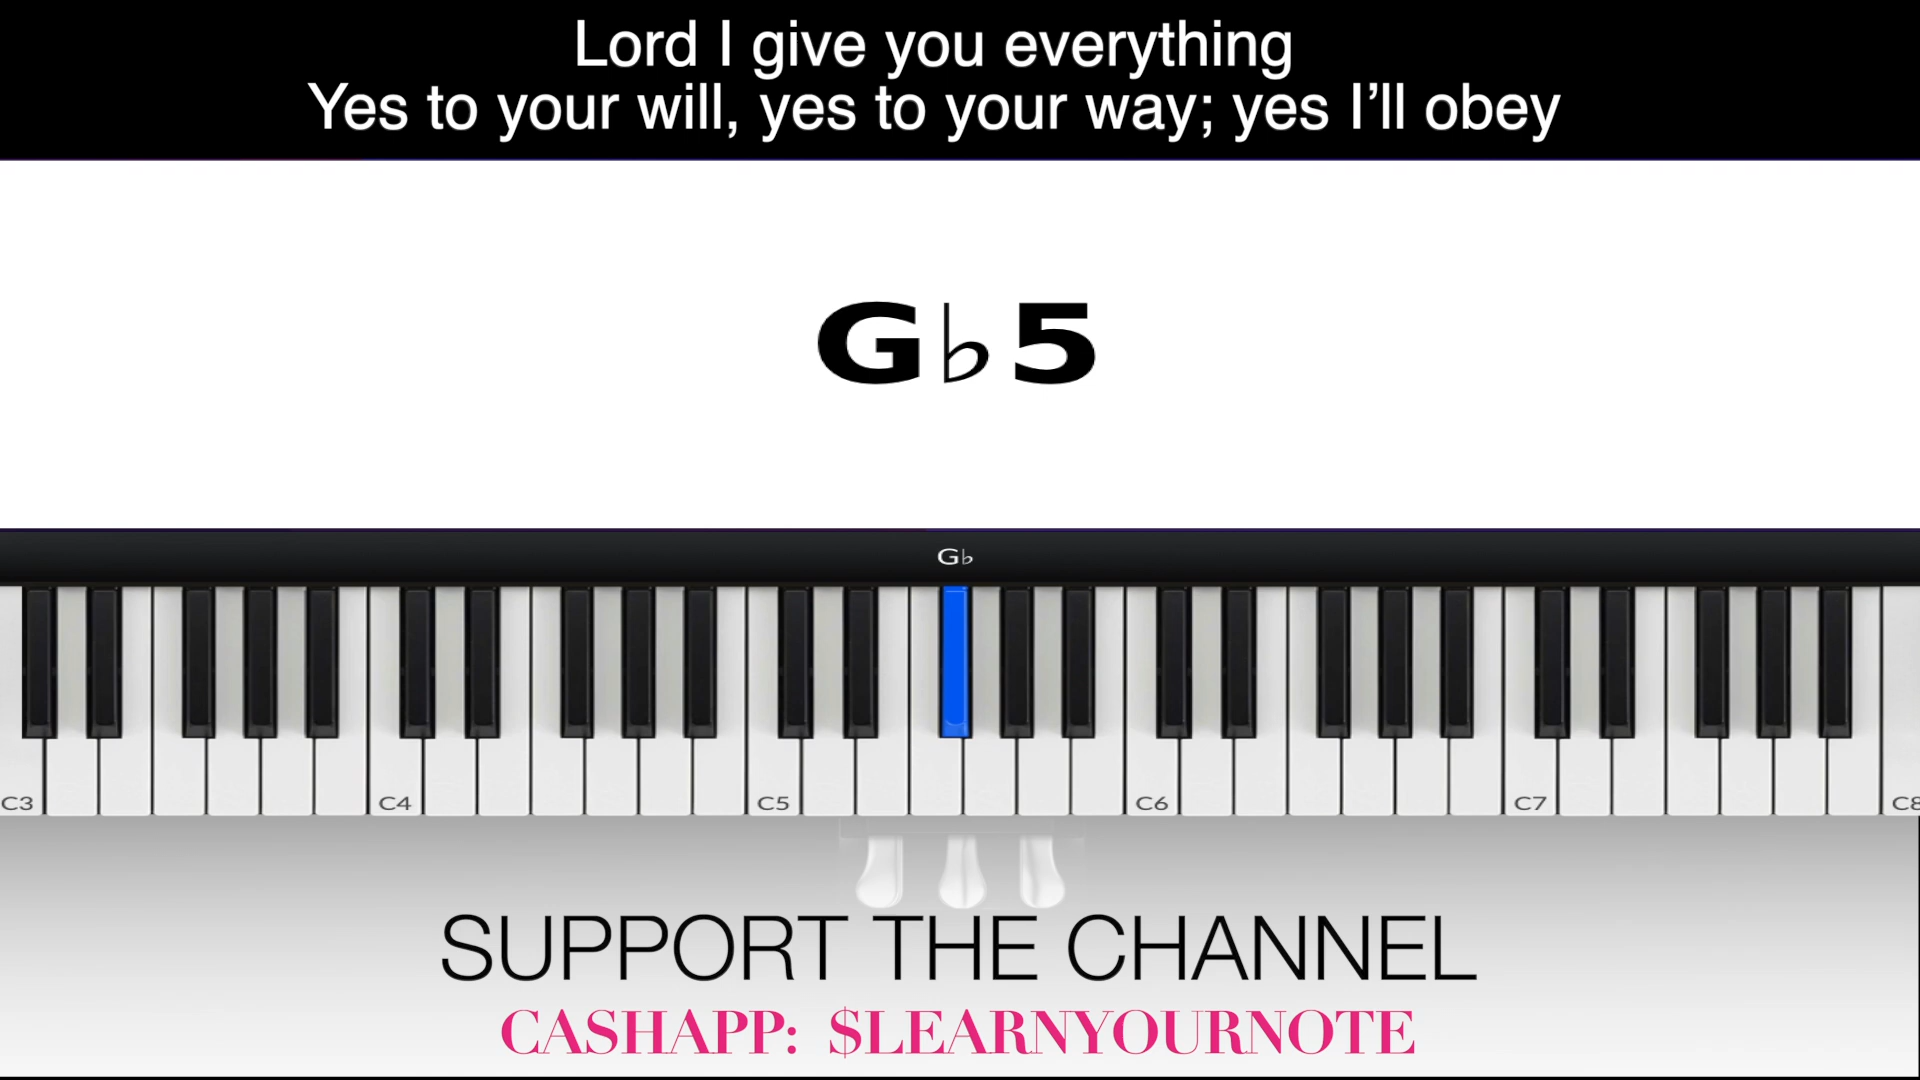 Lord I give you everything
Yes to your will, yes to your way; yes I’ll obey
G♭5
G♭
C3 C4 C5 C6 C7 C8
SUPPORT THE CHANNEL
CASHAPP: $LEARNYOURNOTE